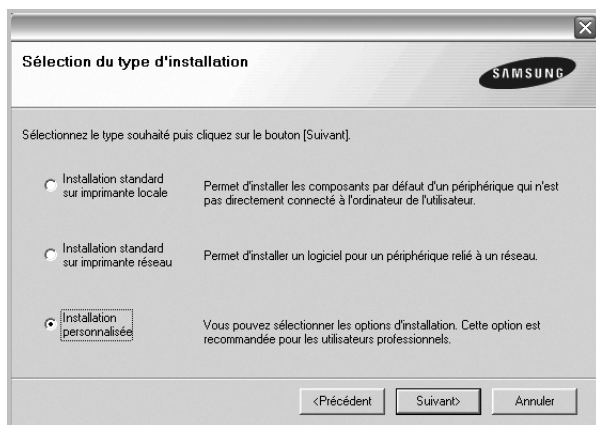 Sélection du type d'installation
SAMSUNG
Sélectionnez le type souhaité puis cliquez sur le bouton [Suivant].
Installation standard
sur imprimante locale
Permet d'installer les composants par défaut d'un périphérique qui n'est
pas directement connecté à l'ordinateur de l'utilisateur.
Installation standard
sur imprimante réseau
Permet d'installer un logiciel pour un périphérique relié à un réseau.
Installation
personnalisée
Vous pouvez sélectionner les options d'installation. Cette option est
recommandée pour les utilisateurs professionnels.
<Précédent
Suivant>
Annuler